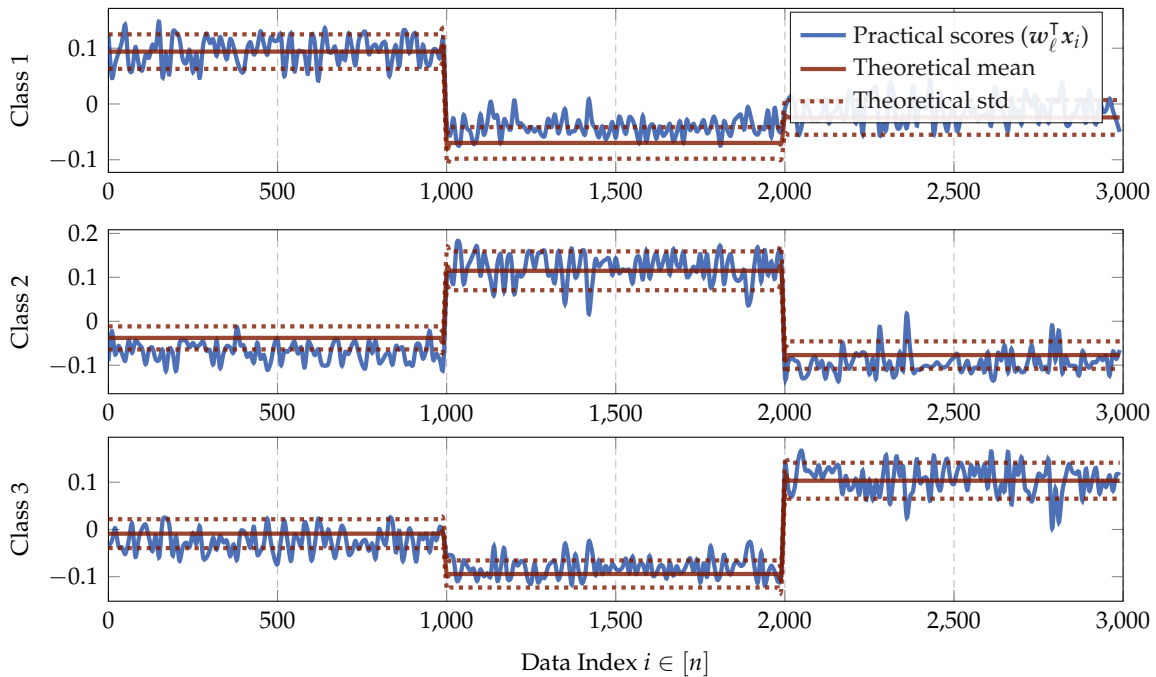 Practical scores (w_ℓ^⊺ x_i)
Theoretical mean
Theoretical std
Class 1
0.1
0
−0.1
0 500 1,000 1,500 2,000 2,500 3,000
Class 2
0.2
0.1
0
−0.1
0 500 1,000 1,500 2,000 2,500 3,000
Class 3
0.1
0
−0.1
0 500 1,000 1,500 2,000 2,500 3,000
Data Index i ∈ [n]